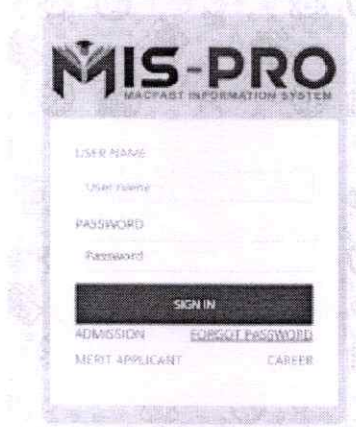 MIS-PRO
MACFAST INFORMATION SYSTEM
USER NAME
User name
PASSWORD
Password
SIGN IN
ADMISSION FORGOT PASSWORD
MERIT APPLICANT CAREER